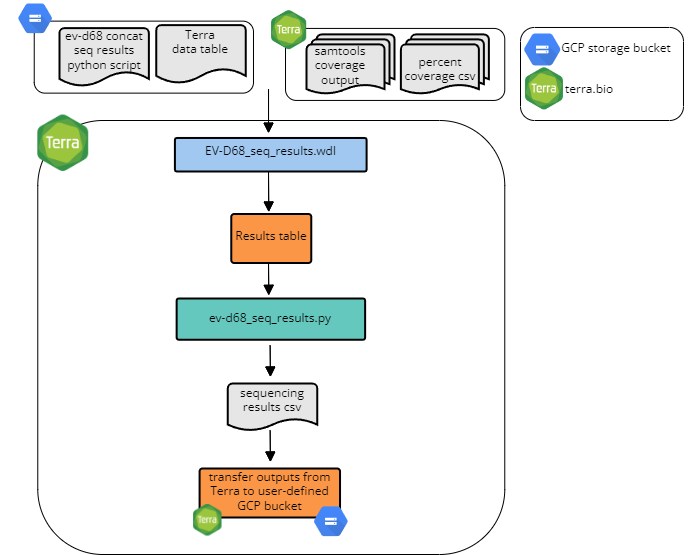 ev-d68 concat
seq results
python script
Terra
data table
Terra
samtools
coverage
output
percent
coverage csv
GCP storage bucket
Terra
terra.bio
Terra
EV-D68_seq_results.wdl
Results table
ev-d68_seq_results.py
sequencing
results csv
transfer outputs from
Terra to user-defined
GCP bucket
Terra